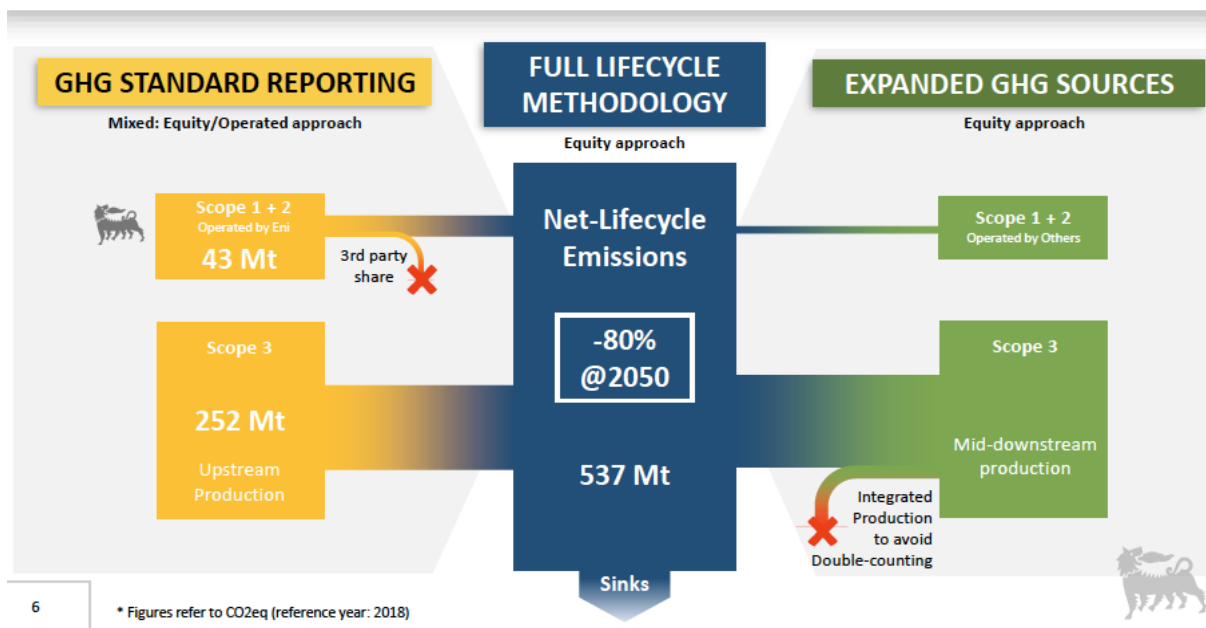 GHG STANDARD REPORTING
Mixed: Equity/Operated approach
Scope 1 + 2
Operated by Eni
43 Mt
3rd party
share
Scope 3
252 Mt
Upstream
Production
FULL LIFECYCLE
METHODOLOGY
Equity approach
Net-Lifecycle
Emissions
-80%
@2050
537 Mt
Sinks
EXPANDED GHG SOURCES
Equity approach
Scope 1 + 2
Operated by Others
Scope 3
Mid-downstream
production
Integrated
Production
to avoid
Double-counting
6
* Figures refer to CO2eq (reference year: 2018)